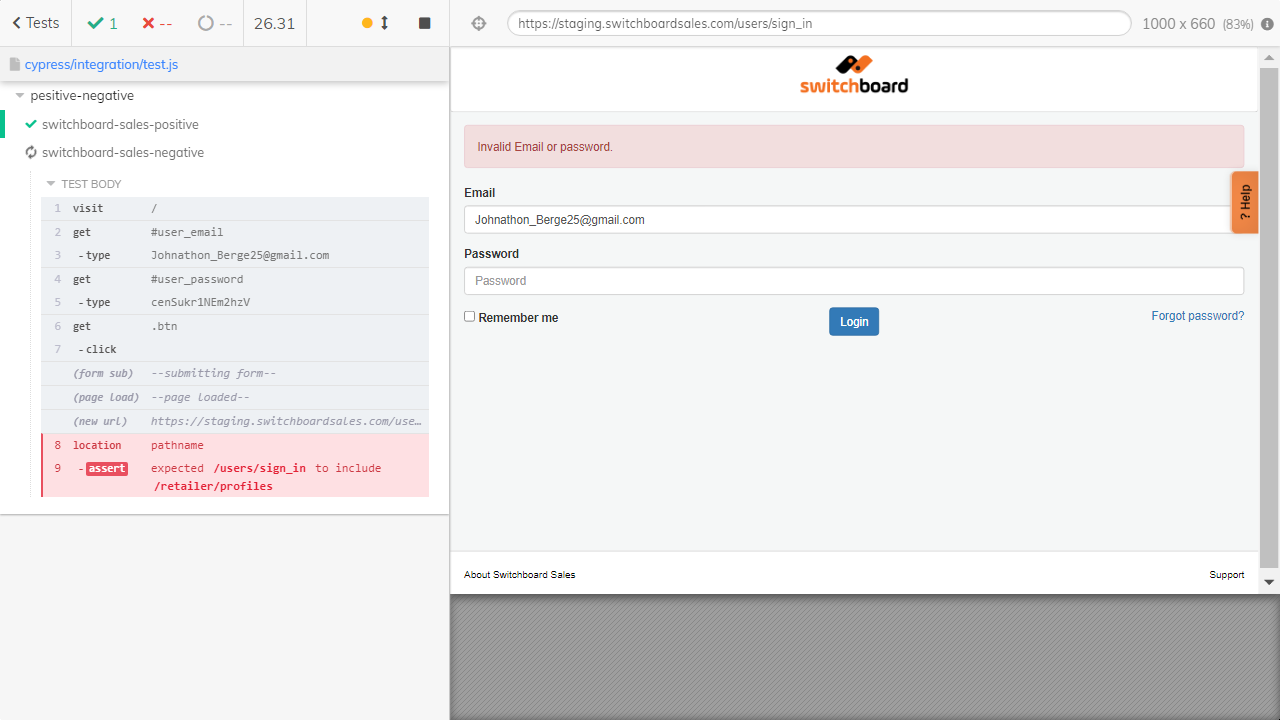 Tests 1 -- -- 26.31
https://staging.switchboardsales.com/users/sign_in 1000 x 660 (83%)
cypress/integration/test.js
pesitive-negative
switchboard-sales-positive
switchboard-sales-negative
TEST BODY
1 visit /
2 get #user_email
3 -type Johnathon_Berge25@gmail.com
4 get #user_password
5 -type cenSukr1NEm2hzV
6 get .btn
7 -click
(form sub) --submitting form--
(page load) --page loaded--
(new url) https://staging.switchboardsales.com/use…
8 location pathname
9 -assert expected /users/sign_in to include
/retailer/profiles
switchboard
Invalid Email or password.
Email
Johnathon_Berge25@gmail.com
? Help
Password
Password
Remember me
Login
Forgot password?
About Switchboard Sales
Support